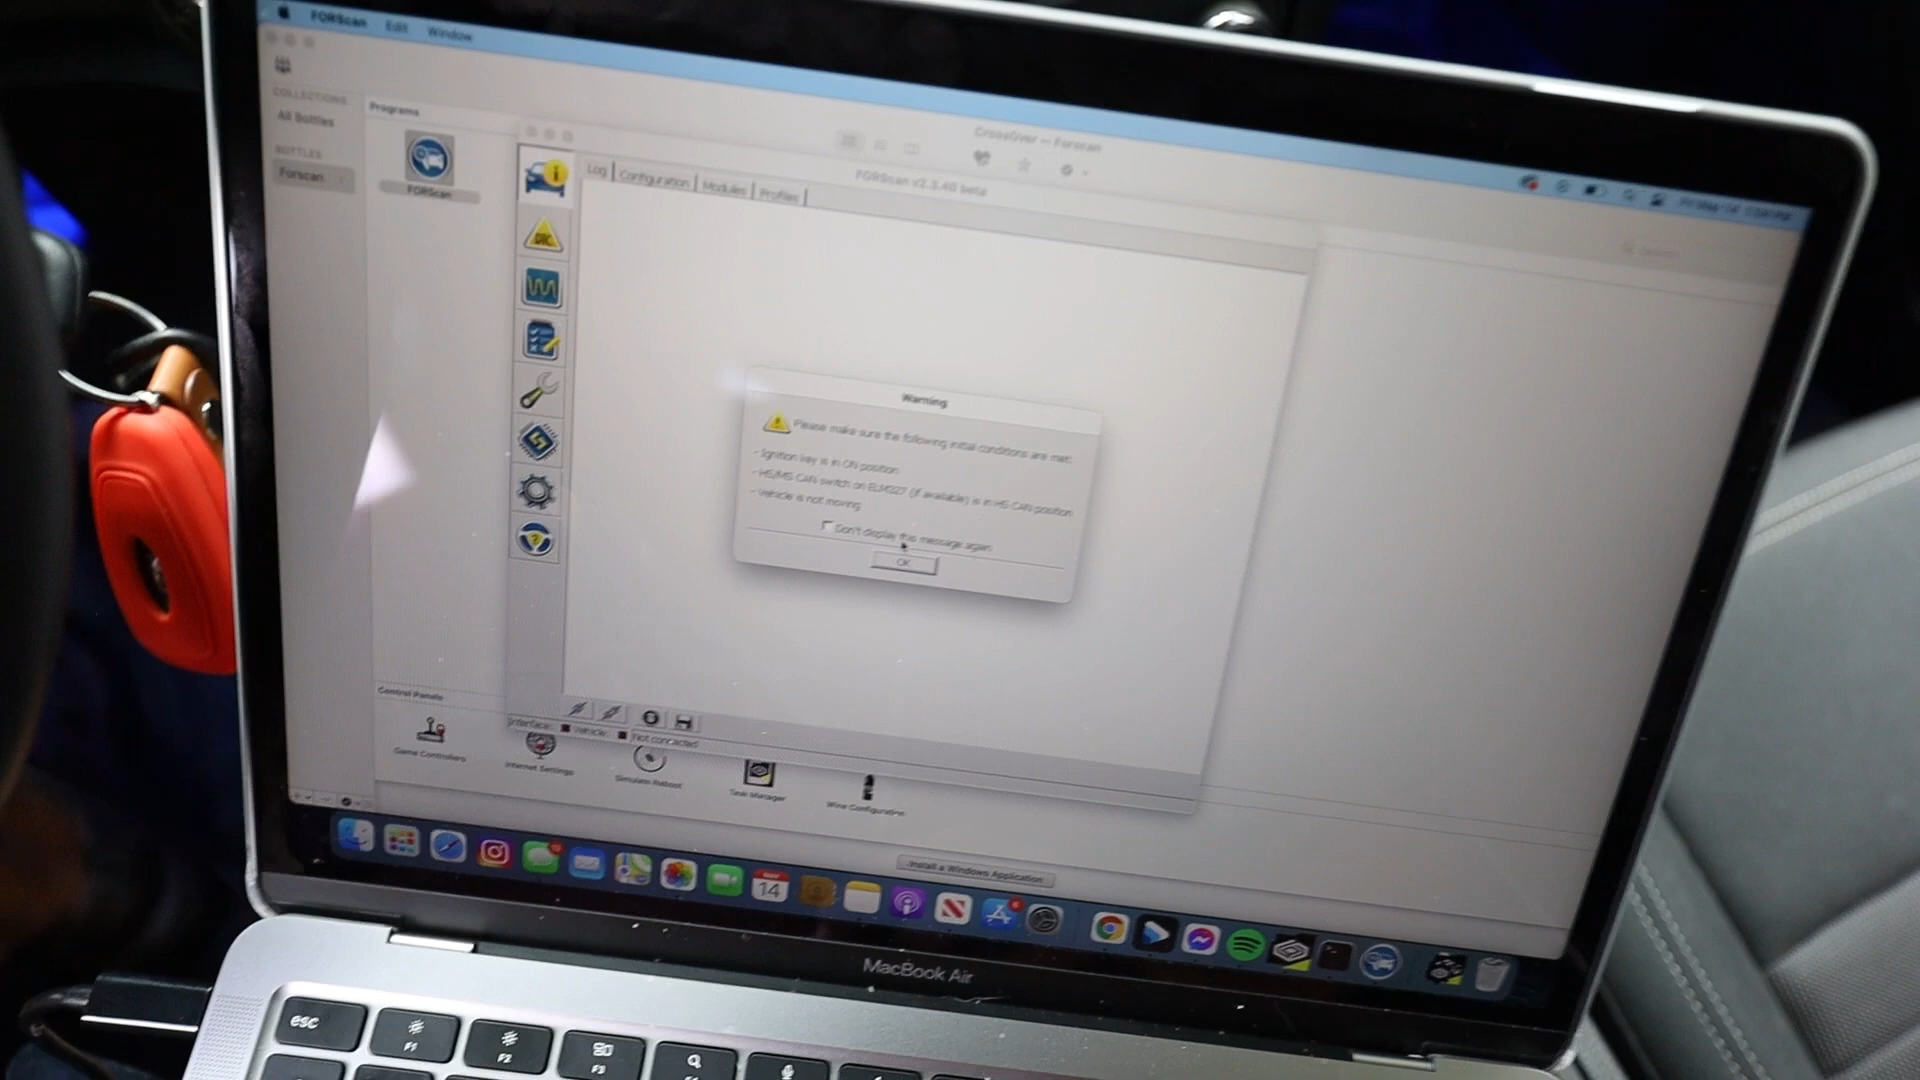 FORScan Edit Window
COLLECTIONS
All Bottles
BOTTLES
Forscan
Programs
FORScan
CrossOver — Forscan
FORScan v2.3.40 beta
Log Configuration Modules Profiles
DTC
Warning
Please make sure the following initial conditions are met:
- Ignition key is in ON position
- HS/MS CAN switch on ELM327 (if available) is in HS CAN position
- Vehicle is not moving
Don't display this message again
OK
Interface: Vehicle: Not connected
Control Panels
Game Controllers
Internet Settings
Simulate Reboot
Task Manager
Wine Configuration
Install a Windows Application
14
MacBook Air
esc
F1
F2
F3